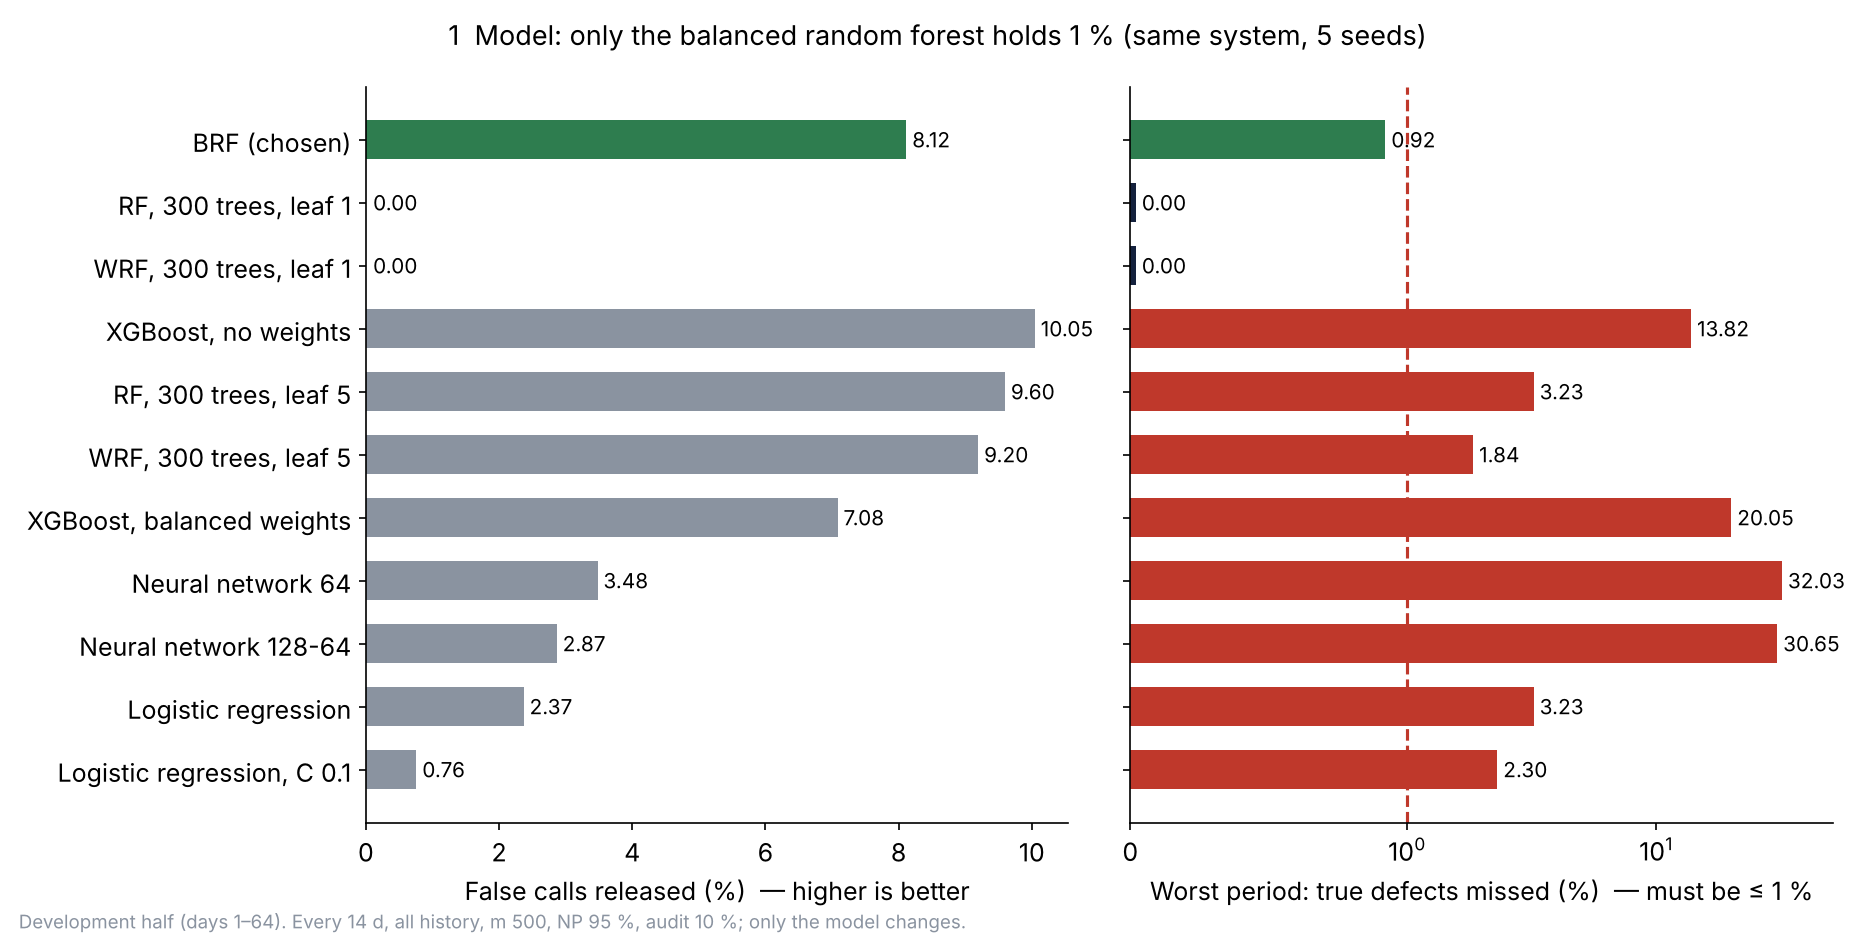 1 Model: only the balanced random forest holds 1 % (same system, 5 seeds)
BRF (chosen)
8.12
0.92
RF, 300 trees, leaf 1
0.00
0.00
WRF, 300 trees, leaf 1
0.00
0.00
XGBoost, no weights
10.05
13.82
RF, 300 trees, leaf 5
9.60
3.23
WRF, 300 trees, leaf 5
9.20
1.84
XGBoost, balanced weights
7.08
20.05
Neural network 64
3.48
32.03
Neural network 128-64
2.87
30.65
Logistic regression
2.37
3.23
Logistic regression, C 0.1
0.76
2.30
0 2 4 6 8 10
0 10⁰ 10¹
False calls released (%) — higher is better
Worst period: true defects missed (%) — must be ≤ 1 %
Development half (days 1–64). Every 14 d, all history, m 500, NP 95 %, audit 10 %; only the model changes.